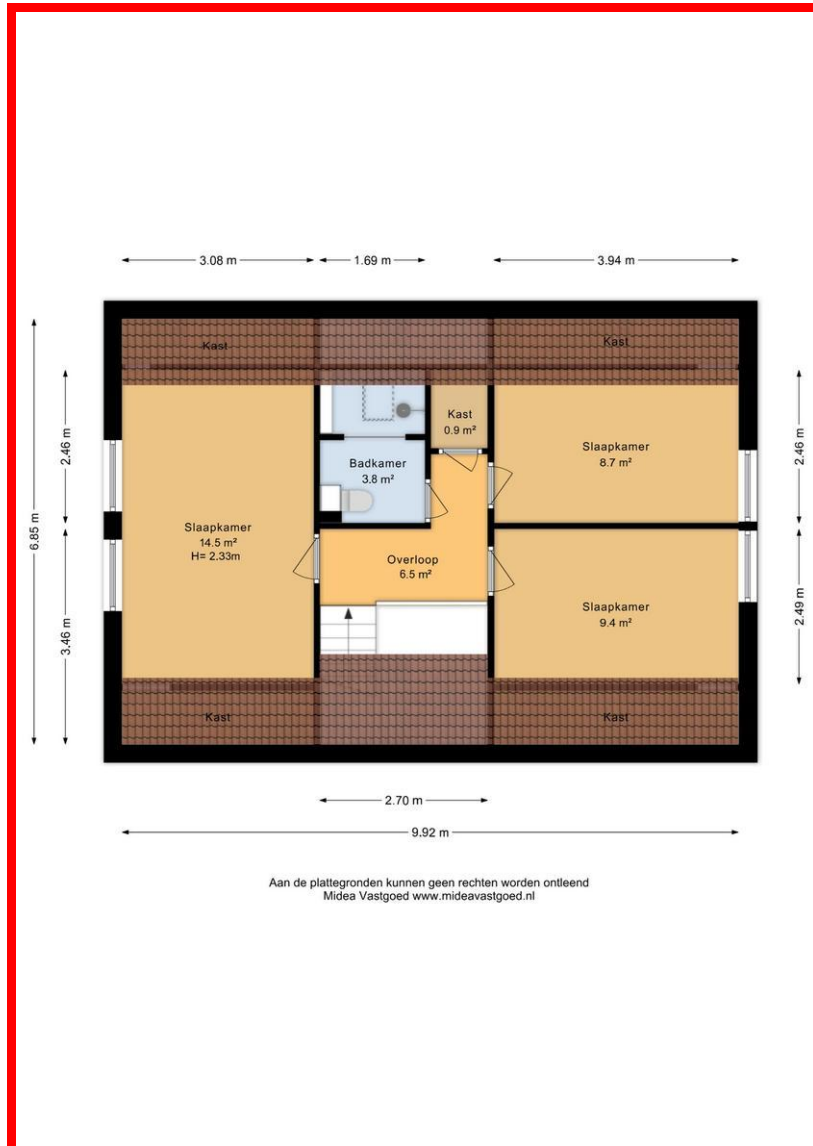 3.08 m
1.69 m
3.94 m
Kast
Kast
2.46 m
2.46 m
Kast
0.9 m²
Slaapkamer
8.7 m²
Badkamer
3.8 m²
6.85 m
Slaapkamer
14.5 m²
H= 2.33m
Overloop
6.5 m²
Slaapkamer
9.4 m²
3.46 m
2.49 m
Kast
Kast
2.70 m
9.92 m
Aan de plattegronden kunnen geen rechten worden ontleend
Midea Vastgoed www.mideavastgoed.nl